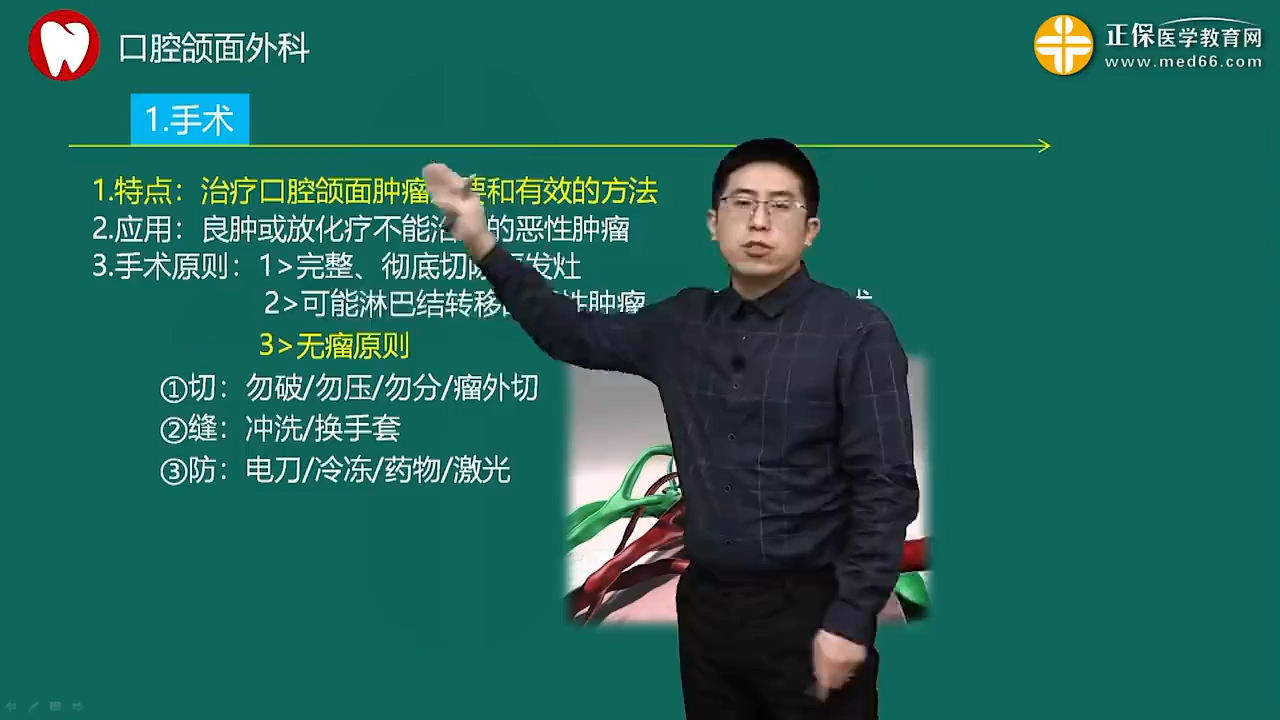 口腔颌面外科
正保医学教育网
www.med66.com
1.手术
1.特点：治疗口腔颌面肿瘤 要和有效的方法
2.应用：良肿或放化疗不能治 的恶性肿瘤
3.手术原则：1>完整、彻底切除 发灶
2>可能淋巴结转移 性肿瘤
3>无瘤原则
①切：勿破/勿压/勿分/瘤外切
②缝：冲洗/换手套
③防：电刀/冷冻/药物/激光